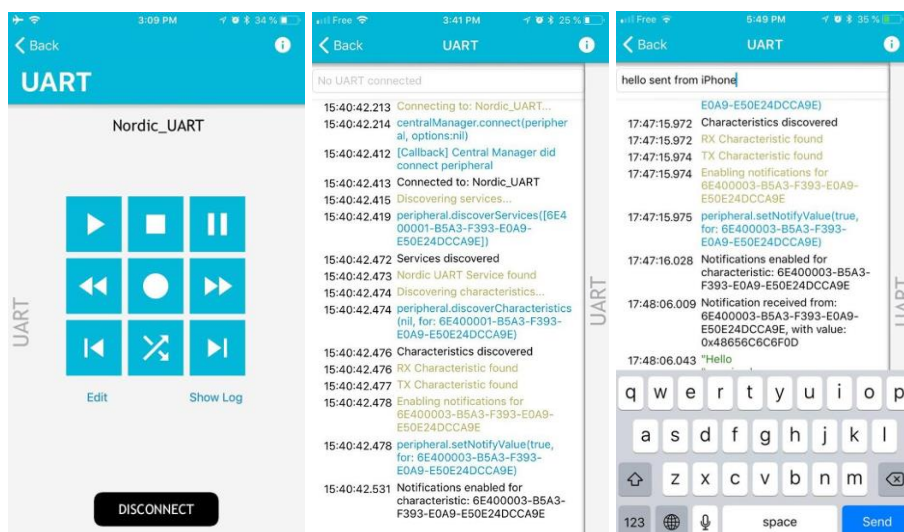 3:09 PM
34 %
Back
UART
Nordic_UART
UART
Edit
Show Log
DISCONNECT
Free
3:41 PM
25 %
Back
UART
No UART connected
15:40:42.213 Connecting to: Nordic_UART...
15:40:42.214 centralManager.connect(peripher
al, options:nil)
15:40:42.412 [Callback] Central Manager did
connect peripheral
15:40:42.413 Connected to: Nordic_UART
15:40:42.415 Discovering services...
15:40:42.419 peripheral.discoverServices([6E4
00001-B5A3-F393-E0A9-
E50E24DCCA9E])
15:40:42.472 Services discovered
15:40:42.473 Nordic UART Service found
15:40:42.474 Discovering characteristics...
15:40:42.474 peripheral.discoverCharacteristics
(nil, for: 6E400001-B5A3-F393-
E0A9-E50E24DCCA9E)
15:40:42.476 Characteristics discovered
15:40:42.476 RX Characteristic found
15:40:42.477 TX Characteristic found
15:40:42.478 Enabling notifications for
6E400003-B5A3-F393-E0A9-
E50E24DCCA9E
15:40:42.478 peripheral.setNotifyValue(true,
for: 6E400003-B5A3-F393-
E0A9-E50E24DCCA9E)
15:40:42.531 Notifications enabled for
characteristic: 6E400003-B5A3-
F393-E0A9-E50E24DCCA9E
UART
Free
5:49 PM
35 %
Back
UART
hello sent from iPhone
E0A9-E50E24DCCA9E)
17:47:15.972 Characteristics discovered
17:47:15.972 RX Characteristic found
17:47:15.974 TX Characteristic found
17:47:15.974 Enabling notifications for
6E400003-B5A3-F393-E0A9-
E50E24DCCA9E
17:47:15.975 peripheral.setNotifyValue(true,
for: 6E400003-B5A3-F393-
E0A9-E50E24DCCA9E)
17:47:16.028 Notifications enabled for
characteristic: 6E400003-B5A3-
F393-E0A9-E50E24DCCA9E
17:48:06.009 Notification received from:
6E400003-B5A3-F393-E0A9-
E50E24DCCA9E, with value:
0x48656C6C6F0D
17:48:06.043 "Hello
UART
q w e r t y u i o p
a s d f g h j k l
z x c v b n m
123 space Send